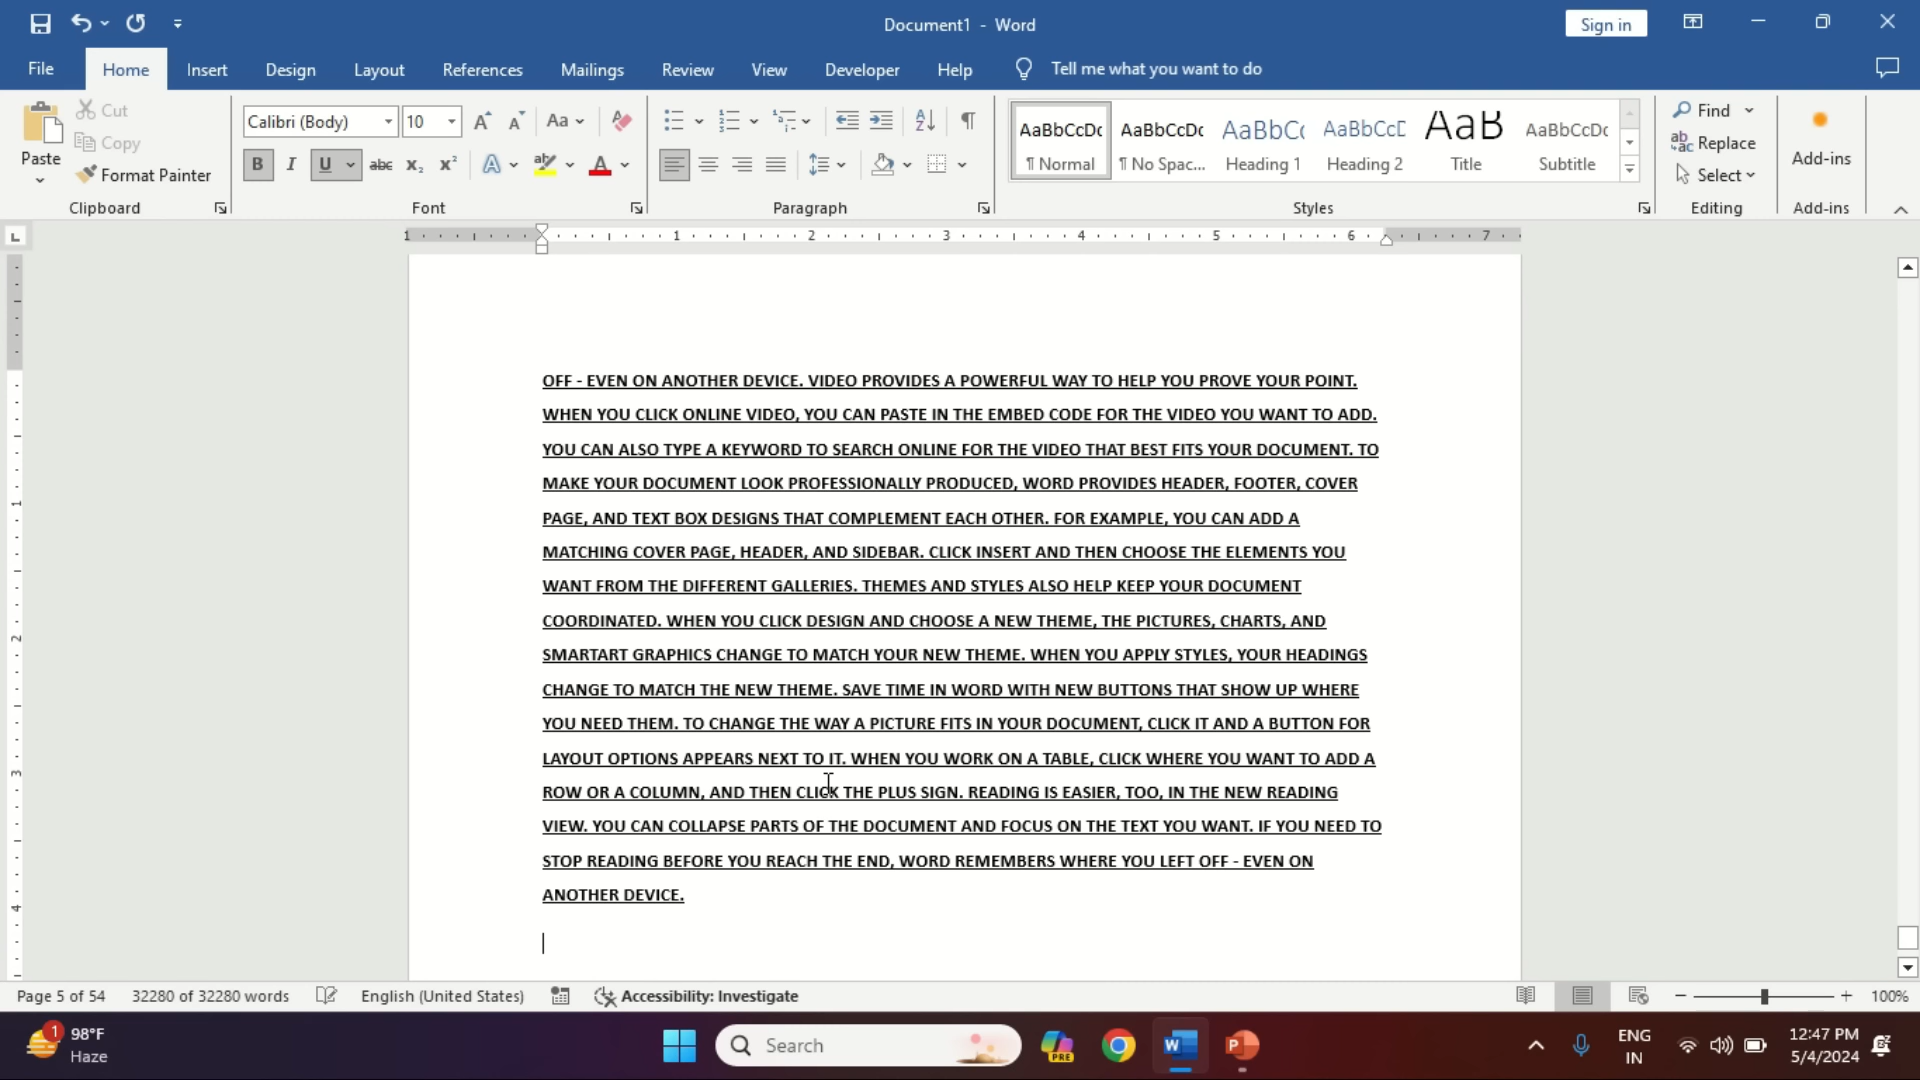 Document1 - Word
Sign in
File Home Insert Design Layout References Mailings Review View Developer Help Tell me what you want to do
Paste
Cut
Copy
Format Painter
Clipboard
Calibri (Body) 10
Aa
B I U abc x₂ x² A A
Font
Paragraph
AaBbCcDc AaBbCcDc AaBbC AaBbCcD AaB AaBbCcDc
¶ Normal ¶ No Spac... Heading 1 Heading 2 Title Subtitle
Styles
Find
Replace
Select
Editing
Add-ins
Add-ins
1 1 2 3 4 5 6 7
OFF - EVEN ON ANOTHER DEVICE. VIDEO PROVIDES A POWERFUL WAY TO HELP YOU PROVE YOUR POINT.
WHEN YOU CLICK ONLINE VIDEO, YOU CAN PASTE IN THE EMBED CODE FOR THE VIDEO YOU WANT TO ADD.
YOU CAN ALSO TYPE A KEYWORD TO SEARCH ONLINE FOR THE VIDEO THAT BEST FITS YOUR DOCUMENT. TO
MAKE YOUR DOCUMENT LOOK PROFESSIONALLY PRODUCED, WORD PROVIDES HEADER, FOOTER, COVER
PAGE, AND TEXT BOX DESIGNS THAT COMPLEMENT EACH OTHER. FOR EXAMPLE, YOU CAN ADD A
MATCHING COVER PAGE, HEADER, AND SIDEBAR. CLICK INSERT AND THEN CHOOSE THE ELEMENTS YOU
WANT FROM THE DIFFERENT GALLERIES. THEMES AND STYLES ALSO HELP KEEP YOUR DOCUMENT
COORDINATED. WHEN YOU CLICK DESIGN AND CHOOSE A NEW THEME, THE PICTURES, CHARTS, AND
SMARTART GRAPHICS CHANGE TO MATCH YOUR NEW THEME. WHEN YOU APPLY STYLES, YOUR HEADINGS
CHANGE TO MATCH THE NEW THEME. SAVE TIME IN WORD WITH NEW BUTTONS THAT SHOW UP WHERE
YOU NEED THEM. TO CHANGE THE WAY A PICTURE FITS IN YOUR DOCUMENT, CLICK IT AND A BUTTON FOR
LAYOUT OPTIONS APPEARS NEXT TO IT. WHEN YOU WORK ON A TABLE, CLICK WHERE YOU WANT TO ADD A
ROW OR A COLUMN, AND THEN CLICK THE PLUS SIGN. READING IS EASIER, TOO, IN THE NEW READING
VIEW. YOU CAN COLLAPSE PARTS OF THE DOCUMENT AND FOCUS ON THE TEXT YOU WANT. IF YOU NEED TO
STOP READING BEFORE YOU REACH THE END, WORD REMEMBERS WHERE YOU LEFT OFF - EVEN ON
ANOTHER DEVICE.
1
2
3
4
Page 5 of 54 32280 of 32280 words English (United States) Accessibility: Investigate 100%
1
98°F
Haze
Search
PRE
ENG
IN
12:47 PM
5/4/2024